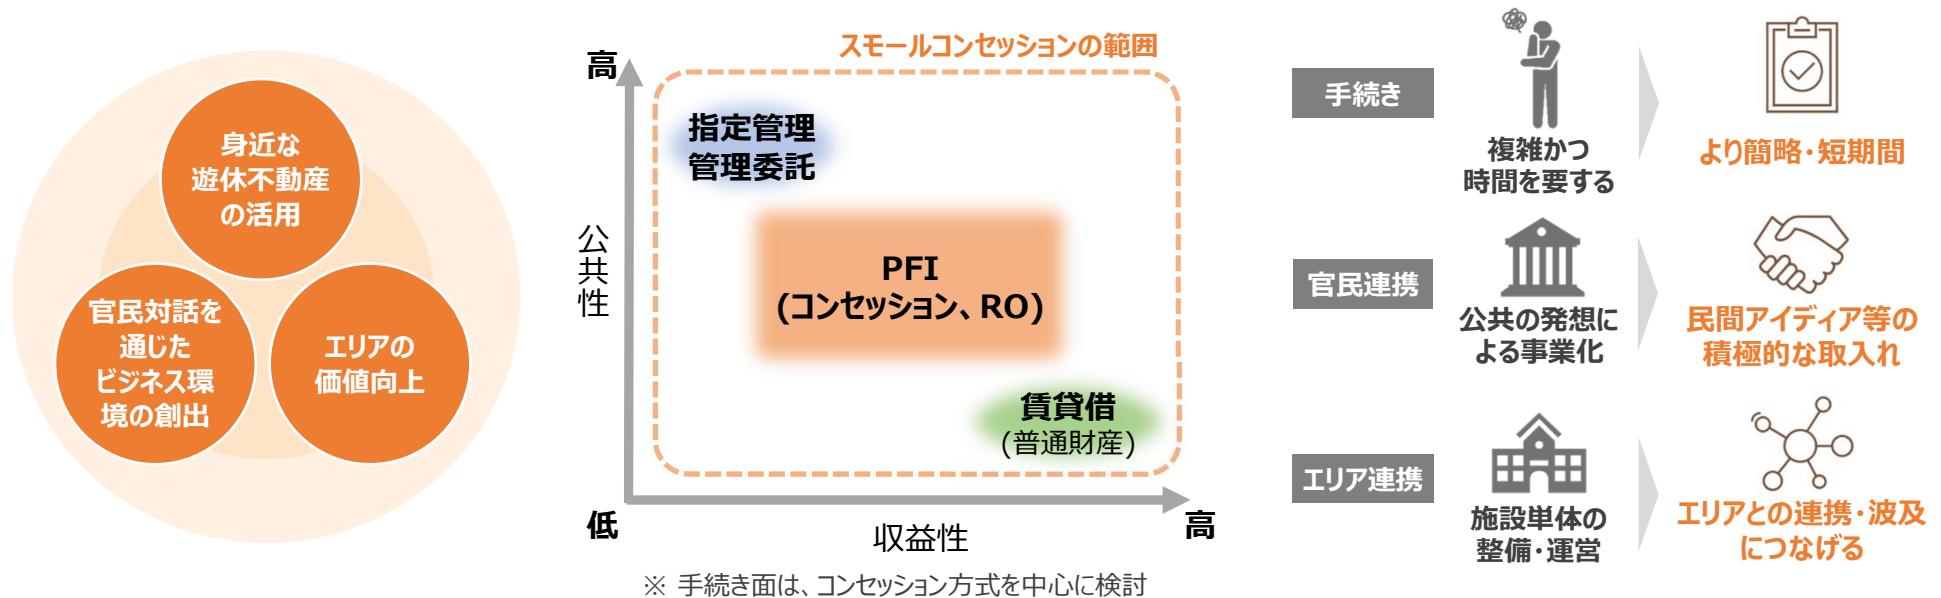 身近な
遊休不動産
の活用
官民対話を
通じた
ビジネス環
境の創出
エリアの
価値向上
スモールコンセッションの範囲
高
公共性
指定管理
管理委託
PFI
(コンセッション、RO)
賃貸借
(普通財産)
低
収益性
高
※ 手続き面は、コンセッション方式を中心に検討
手続き
複雑かつ
時間を要する
より簡略・短期間
官民連携
公共の発想に
よる事業化
民間アイディア等の
積極的な取入れ
エリア連携
施設単体の
整備・運営
エリアとの連携・波及
につなげる